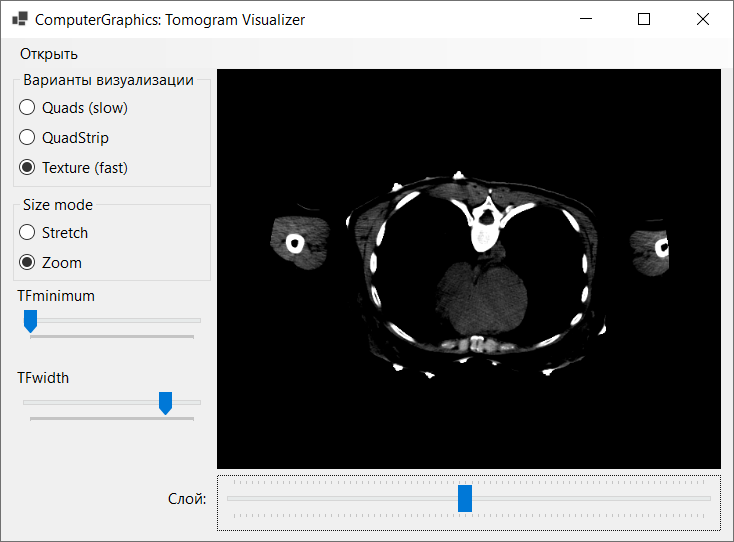 ComputerGraphics: Tomogram Visualizer
Открыть
Варианты визуализации
Quads (slow)
QuadStrip
Texture (fast)
Size mode
Stretch
Zoom
TFminimum
TFwidth
Слой: